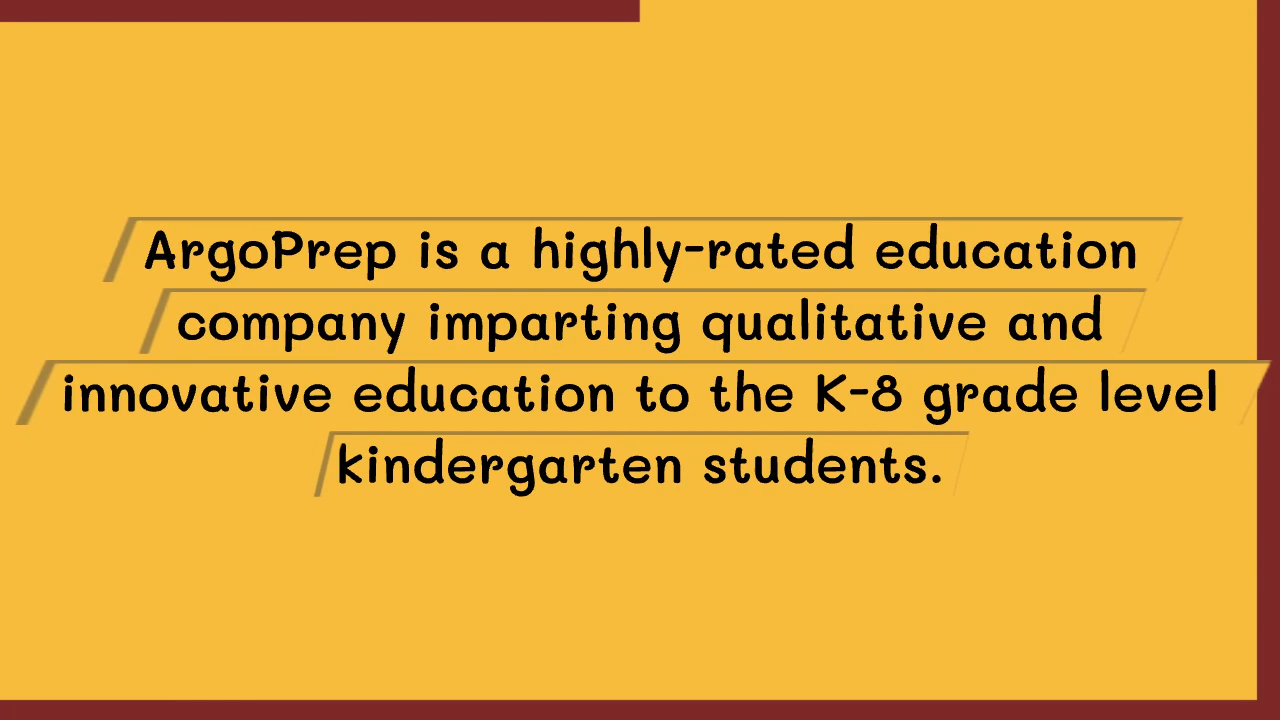 ArgoPrep is a highly-rated education
company imparting qualitative and
innovative education to the K-8 grade level
kindergarten students.